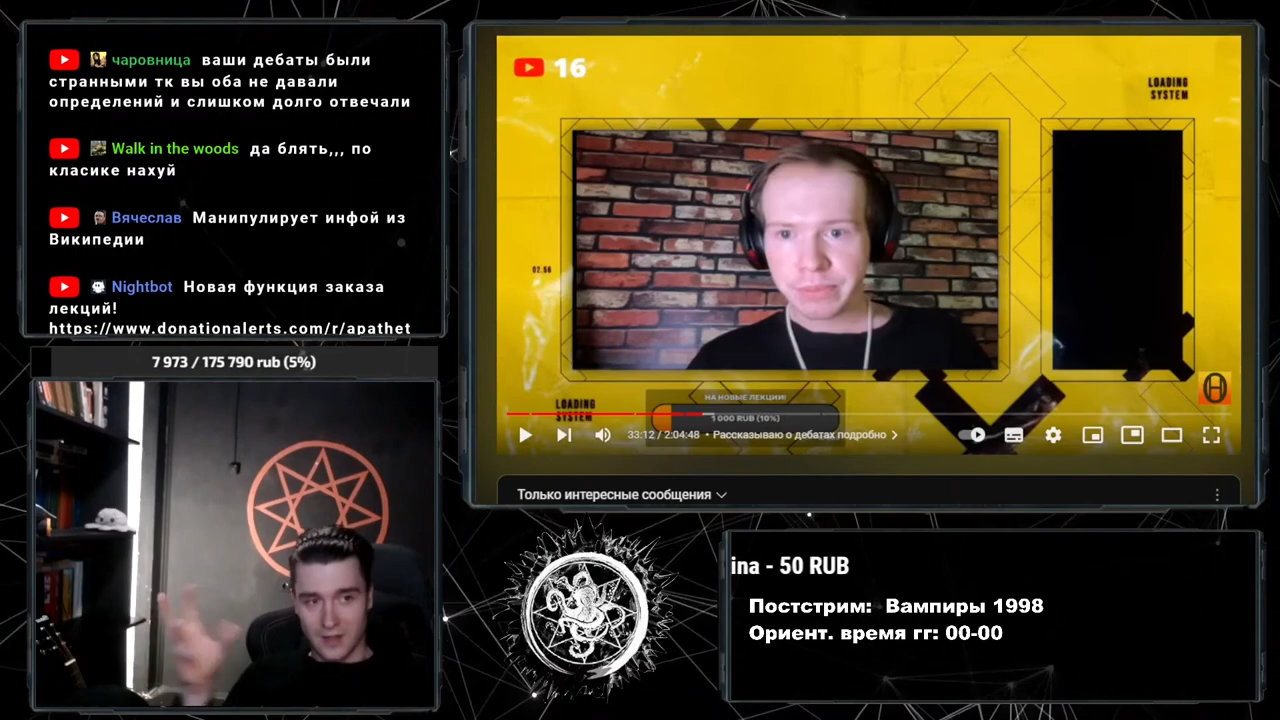 чаровница ваши дебаты были
странными тк вы оба не давали
определений и слишком долго отвечали
Walk in the woods да блять,,, по
класике нахуй
Вячеслав Манипулирует инфой из
Википедии
Nightbot Новая функция заказа
лекций!
https://www.donationalerts.com/r/apathet
7 973 / 175 790 rub (5%)
16
LOADING
SYSTEM
02.56
LOADING
SYSTEM
НА НОВЫЕ ЛЕКЦИИ!
1 000 RUB (10%)
33:12 / 2:04:48 • Рассказываю о дебатах подробно
Только интересные сообщения
ina - 50 RUB
Постстрим: Вампиры 1998
Ориент. время гг: 00-00